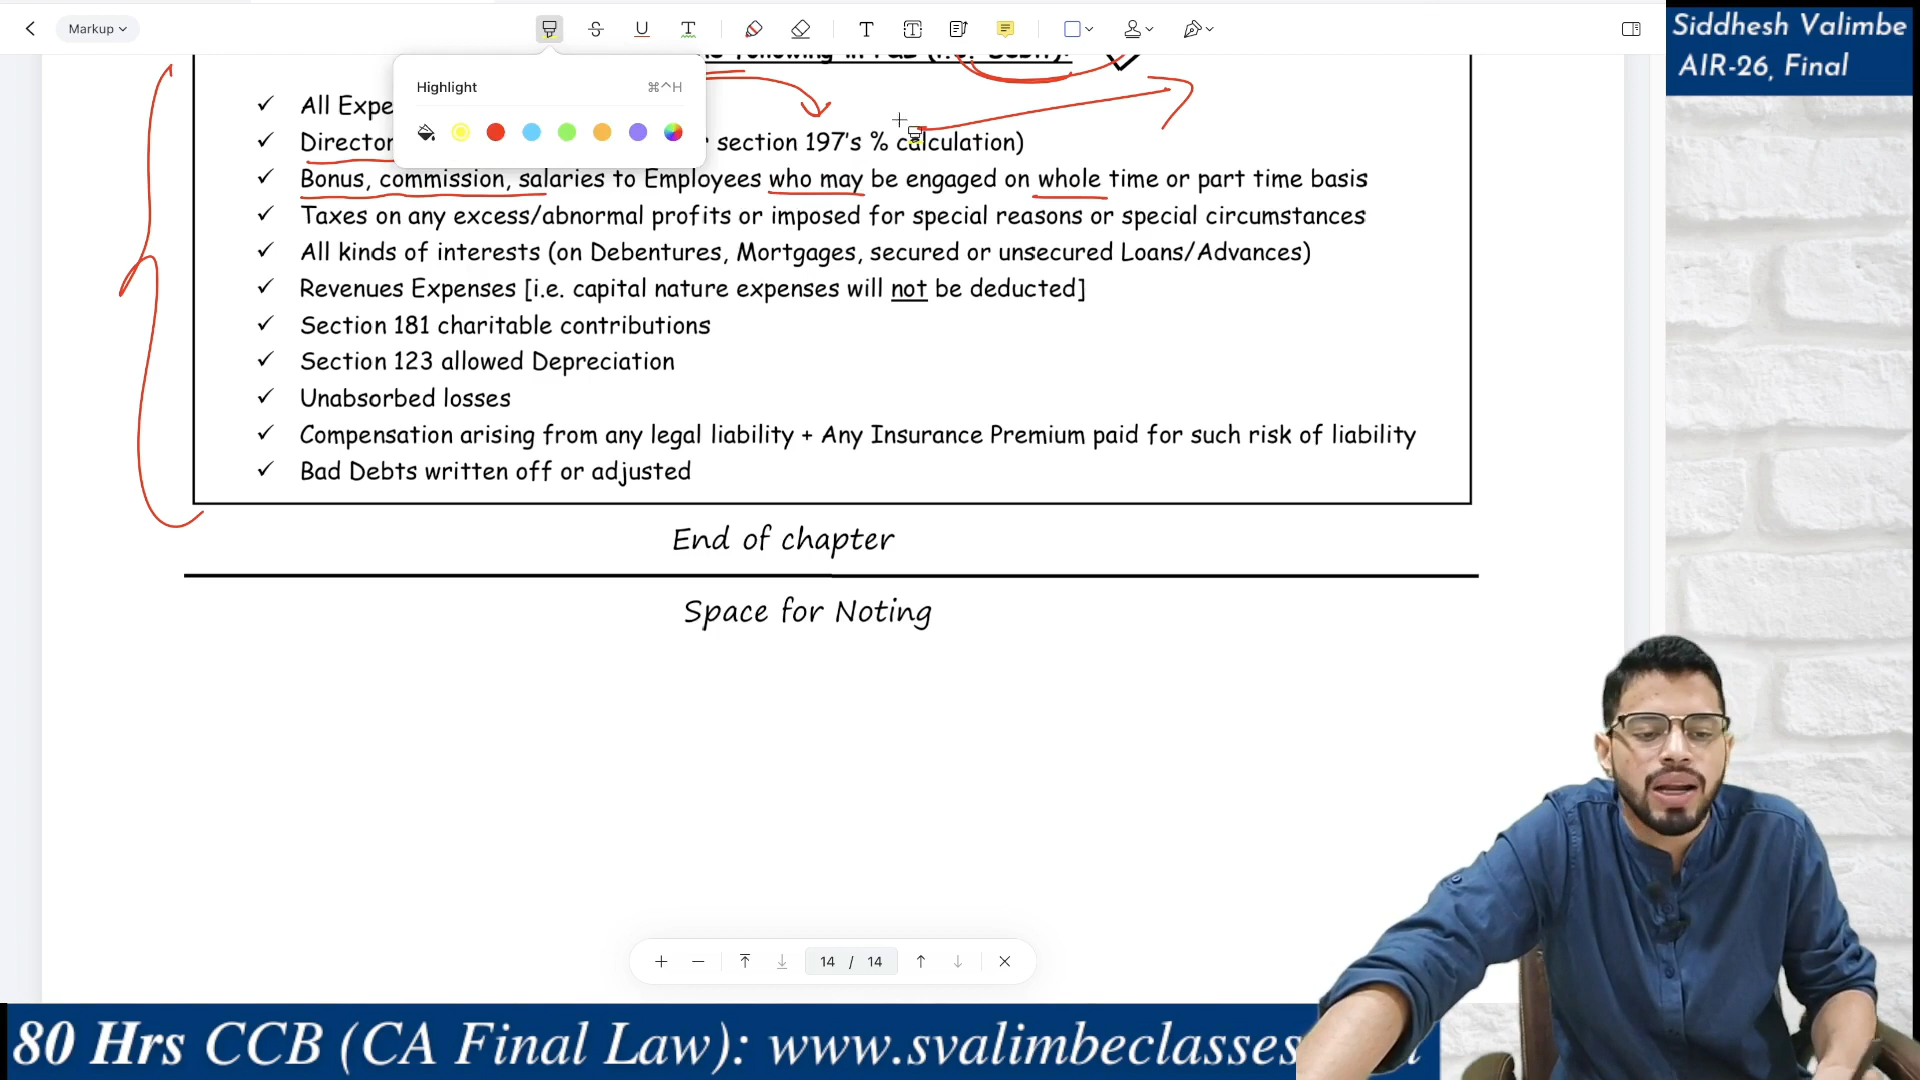 Markup
Siddhesh Valimbe
AIR-26, Final
Highlight ⌘^H
✓ All Expe
✓ Director section 197's % calculation)
✓ Bonus, commission, salaries to Employees who may be engaged on whole time or part time basis
✓ Taxes on any excess/abnormal profits or imposed for special reasons or special circumstances
✓ All kinds of interests (on Debentures, Mortgages, secured or unsecured Loans/Advances)
✓ Revenues Expenses [i.e. capital nature expenses will not be deducted]
✓ Section 181 charitable contributions
✓ Section 123 allowed Depreciation
✓ Unabsorbed losses
✓ Compensation arising from any legal liability + Any Insurance Premium paid for such risk of liability
✓ Bad Debts written off or adjusted
End of chapter
Space for Noting
14 / 14
80 Hrs CCB (CA Final Law): www.svalimbeclasses